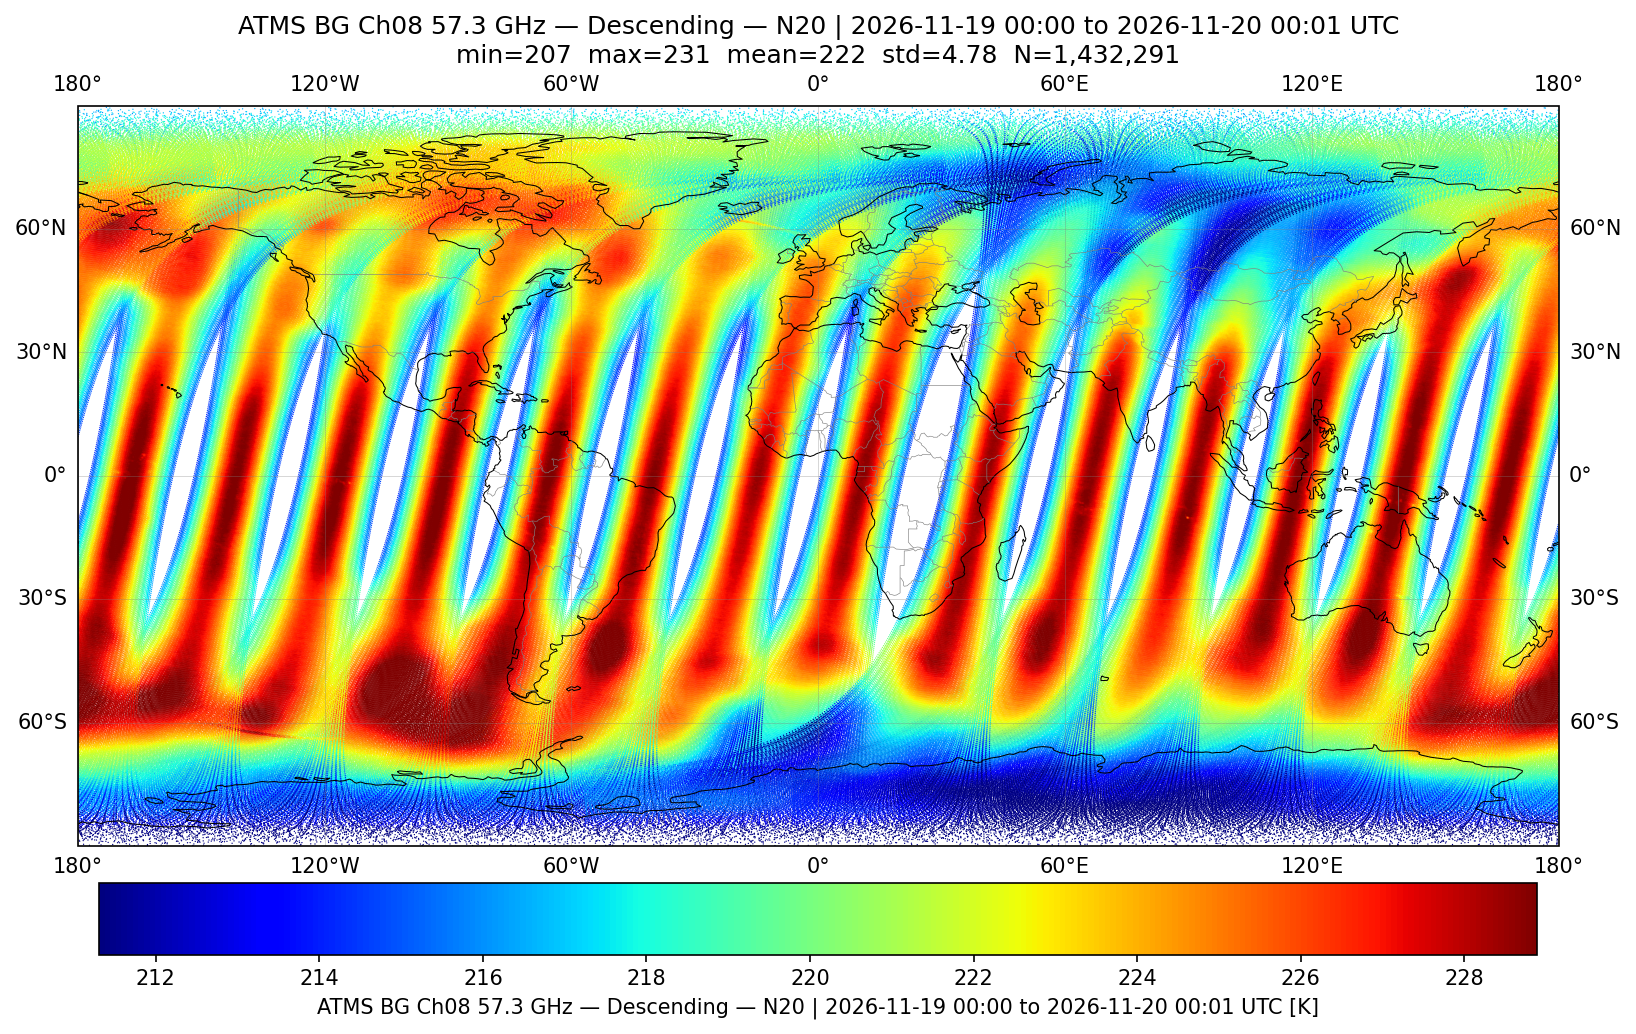 ATMS BG Ch08 57.3 GHz — Descending — N20 | 2026-11-19 00:00 to 2026-11-20 00:01 UTC
min=207 max=231 mean=222 std=4.78 N=1,432,291
180° 120°W 60°W 0° 60°E 120°E 180°
60°N 60°N
30°N 30°N
0° 0°
30°S 30°S
60°S 60°S
180° 120°W 60°W 0° 60°E 120°E 180°
212 214 216 218 220 222 224 226 228
ATMS BG Ch08 57.3 GHz — Descending — N20 | 2026-11-19 00:00 to 2026-11-20 00:01 UTC [K]